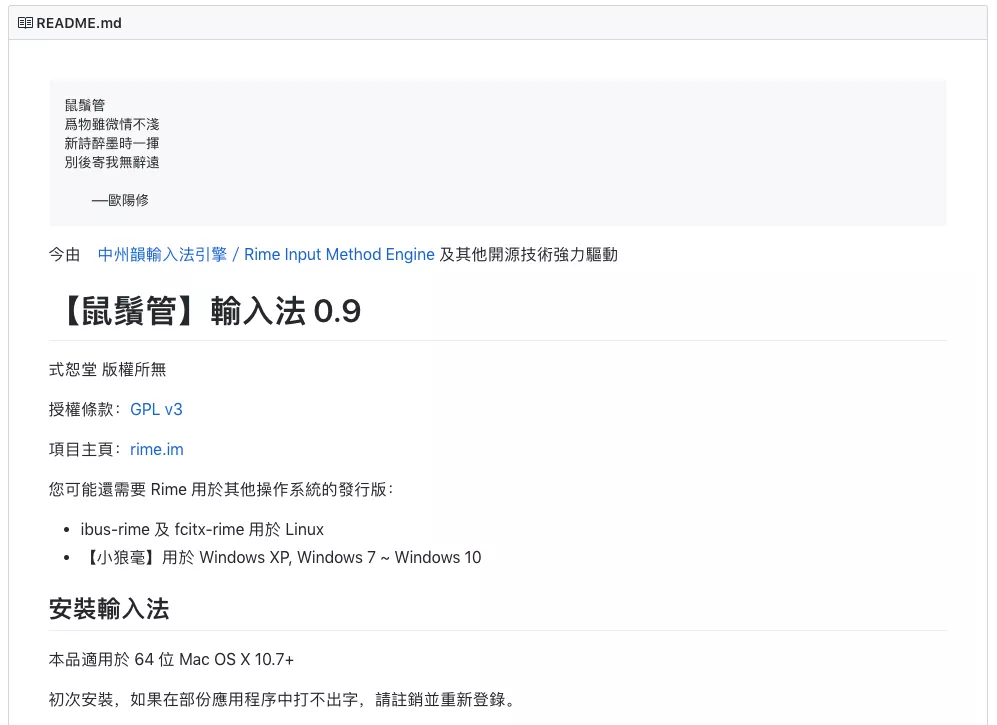 README.md
鼠鬚管
爲物雖微情不淺
新詩醉墨時一揮
別後寄我無辭遠
——歐陽修
今由 中州韻輸入法引擎 / Rime Input Method Engine 及其他開源技術強力驅動
【鼠鬚管】輸入法 0.9
式恕堂 版權所無
授權條款：GPL v3
項目主頁：rime.im
您可能還需要 Rime 用於其他操作系統的發行版：
• ibus-rime 及 fcitx-rime 用於 Linux
• 【小狼毫】用於 Windows XP, Windows 7 ~ Windows 10
安裝輸入法
本品適用於 64 位 Mac OS X 10.7+
初次安裝，如果在部份應用程序中打不出字，請註銷並重新登錄。